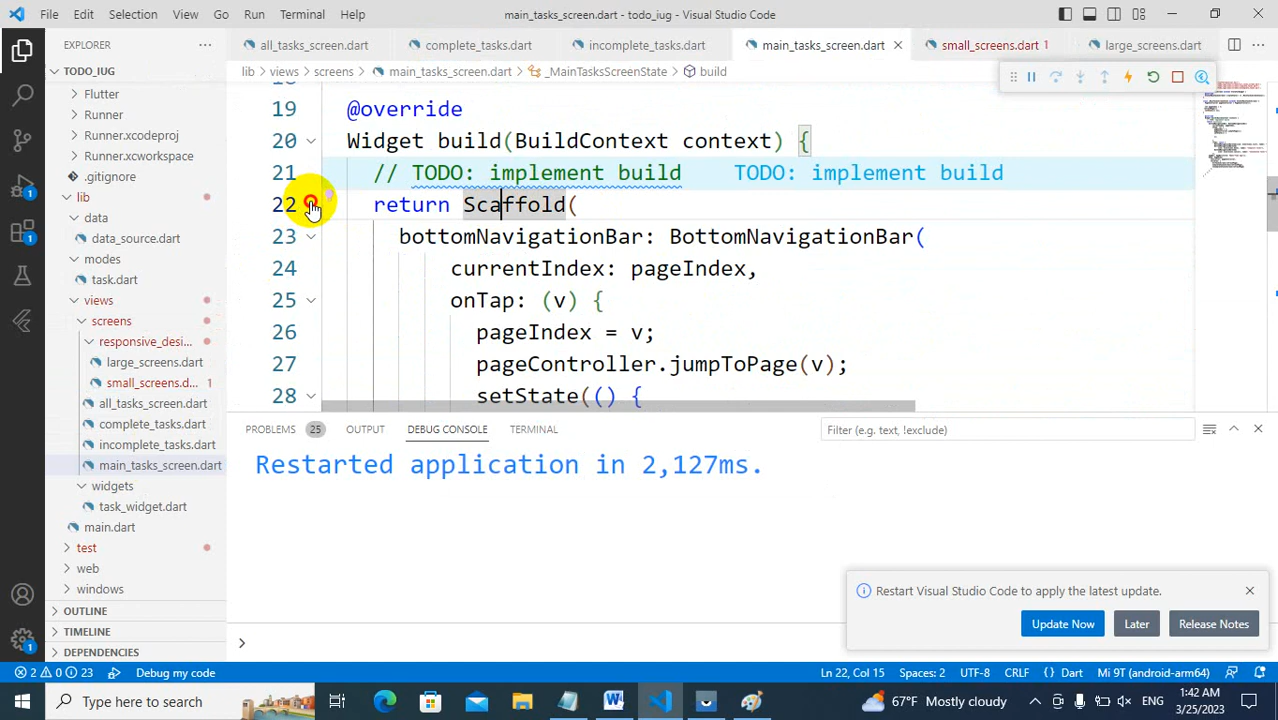 File Edit Selection View Go Run Terminal Help
main_tasks_screen.dart - todo_iug - Visual Studio Code
EXPLORER
all_tasks_screen.dart complete_tasks.dart incomplete_tasks.dart main_tasks_screen.dart small_screens.dart 1 large_screens.dart
TODO_IUG
lib > views > screens > main_tasks_screen.dart > _MainTasksScreenState > build
Flutter
Runner
Runner.xcodeproj
Runner.xcworkspace
.gitignore
lib
data
data_source.dart
modes
task.dart
views
screens
responsive_desi...
large_screens.dart
small_screens.d... 1
all_tasks_screen.dart
complete_tasks.dart
incomplete_tasks.dart
main_tasks_screen.dart
widgets
task_widget.dart
main.dart
test
web
windows
OUTLINE
TIMELINE
DEPENDENCIES
1
1
1
19 @override
20 Widget build(BuildContext context) {
21 // TODO: implement build TODO: implement build
22 return Scaffold(
23 bottomNavigationBar: BottomNavigationBar(
24 currentIndex: pageIndex,
25 onTap: (v) {
26 pageIndex = v;
27 pageController.jumpToPage(v);
28 setState(() {
PROBLEMS 25 OUTPUT DEBUG CONSOLE TERMINAL
Filter (e.g. text, !exclude)
Restarted application in 2,127ms.
Restart Visual Studio Code to apply the latest update.
Update Now Later Release Notes
>
2 0 23 Debug my code Ln 22, Col 15 Spaces: 2 UTF-8 CRLF {} Dart Mi 9T (android-arm64)
Type here to search
67°F Mostly cloudy
ENG
1:42 AM
3/25/2023